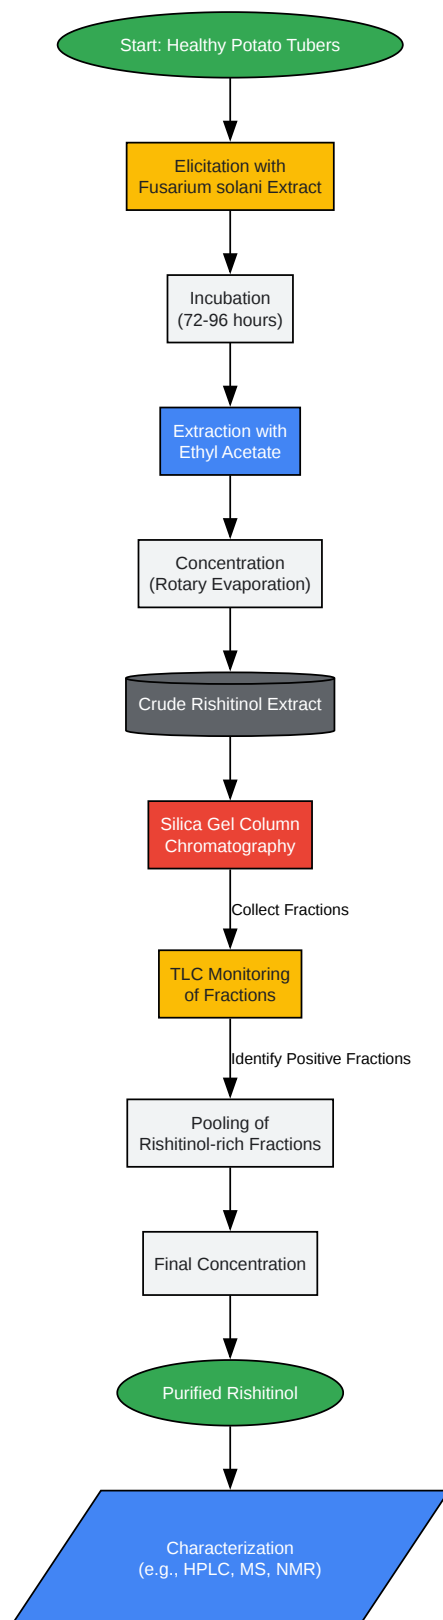 Start: Healthy Potato Tubers
Elicitation with
Fusarium solani Extract
Incubation
(72-96 hours)
Extraction with
Ethyl Acetate
Concentration
(Rotary Evaporation)
Crude Rishitinol Extract
Silica Gel Column
Chromatography
Collect Fractions
TLC Monitoring
of Fractions
Identify Positive Fractions
Pooling of
Rishitinol-rich Fractions
Final Concentration
Purified Rishitinol
Characterization
(e.g., HPLC, MS, NMR)